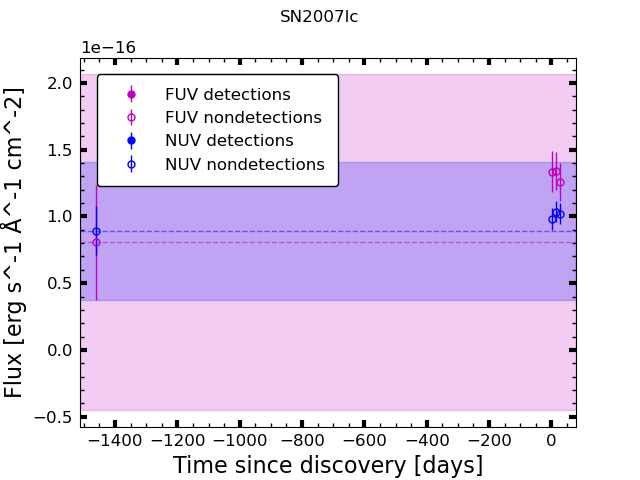 SN2007lc
1e−16
FUV detections
FUV nondetections
NUV detections
NUV nondetections
2.0
1.5
1.0
0.5
0.0
−0.5
Flux [erg s^-1 Å^-1 cm^-2]
−1400 −1200 −1000 −800 −600 −400 −200 0
Time since discovery [days]